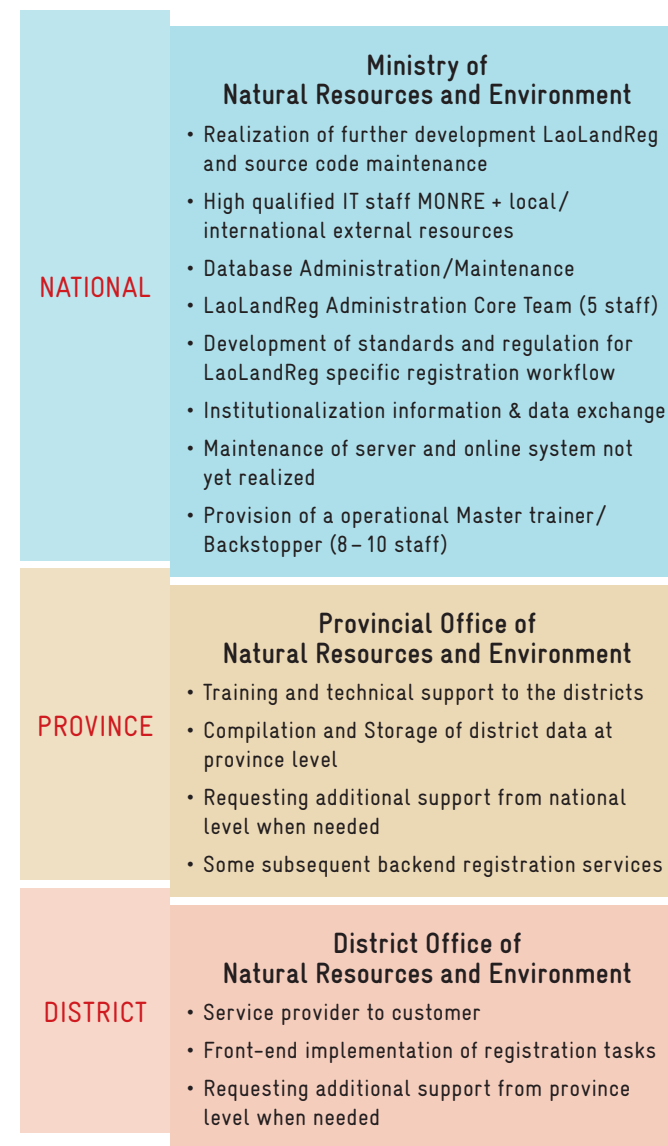 NATIONAL
Ministry of
Natural Resources and Environment
• Realization of further development LaoLandReg
and source code maintenance
• High qualified IT staff MONRE + local/
international external resources
• Database Administration/Maintenance
• LaoLandReg Administration Core Team (5 staff)
• Development of standards and regulation for
LaoLandReg specific registration workflow
• Institutionalization information & data exchange
• Maintenance of server and online system not
yet realized
• Provision of a operational Master trainer/
Backstopper (8 – 10 staff)
PROVINCE
Provincial Office of
Natural Resources and Environment
• Training and technical support to the districts
• Compilation and Storage of district data at
province level
• Requesting additional support from national
level when needed
• Some subsequent backend registration services
DISTRICT
District Office of
Natural Resources and Environment
• Service provider to customer
• Front-end implementation of registration tasks
• Requesting additional support from province
level when needed